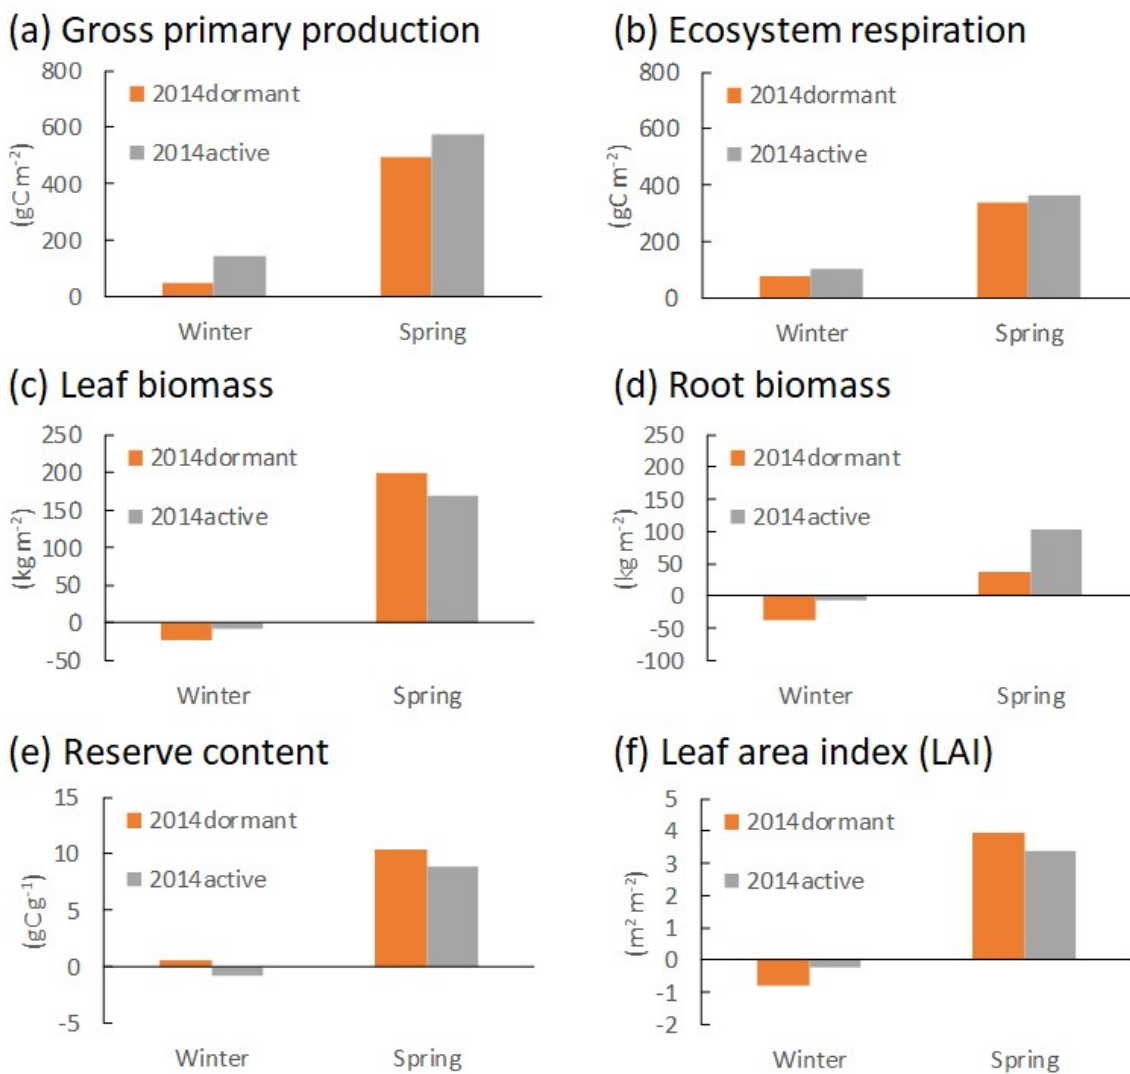 (a) Gross primary production
800
600
400
200
0
(gC m⁻²)
2014dormant
2014active
Winter
Spring
(b) Ecosystem respiration
800
600
400
200
0
(gC m⁻²)
2014dormant
2014active
Winter
Spring
(c) Leaf biomass
250
200
150
100
50
0
-50
(kg m⁻²)
2014dormant
2014active
Winter
Spring
(d) Root biomass
250
200
150
100
50
0
-50
-100
(kg m⁻²)
2014dormant
2014active
Winter
Spring
(e) Reserve content
15
10
5
0
-5
(gC g⁻¹)
2014dormant
2014active
Winter
Spring
(f) Leaf area index (LAI)
5
4
3
2
1
0
-1
-2
(m² m⁻²)
2014dormant
2014active
Winter
Spring